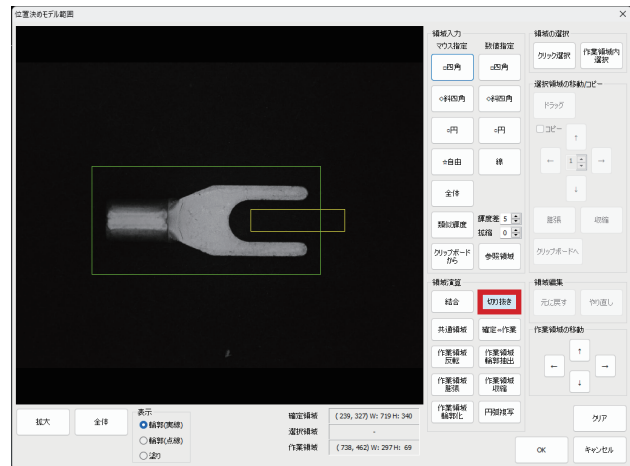 位置決めモデル範囲
×
領域入力
マウス指定
数値指定
□四角
□四角
◇斜四角
◇斜四角
○円
○円
☆自由
線
全体
類似輝度
輝度差 5
拡縮 0
クリップボード
から
参照領域
領域演算
結合
切り抜き
共通領域
確定⇔作業
作業領域
反転
作業領域
輪郭抽出
作業領域
膨張
作業領域
収縮
作業領域
輪郭化
円弧複写
領域の選択
クリック選択
作業領域内
選択
選択領域の移動/コピー
ドラッグ
コピー
↑
← 1 →
↓
膨張
収縮
クリップボードへ
領域編集
元に戻す
やり直し
作業領域の移動
↑
← →
↓
クリア
OK
キャンセル
拡大
全体
表示
輪郭(実線)
輪郭(点線)
塗り
確定領域 (239, 327) W: 719 H: 340
選択領域 -
作業領域 (738, 462) W: 297 H: 69